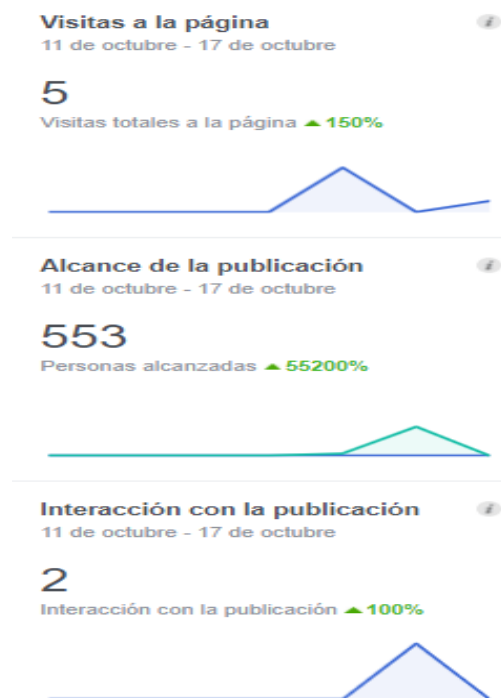 Visitas a la página
11 de octubre - 17 de octubre
5
Visitas totales a la página ▲ 150%
Alcance de la publicación
11 de octubre - 17 de octubre
553
Personas alcanzadas ▲ 55200%
Interacción con la publicación
11 de octubre - 17 de octubre
2
Interacción con la publicación ▲ 100%